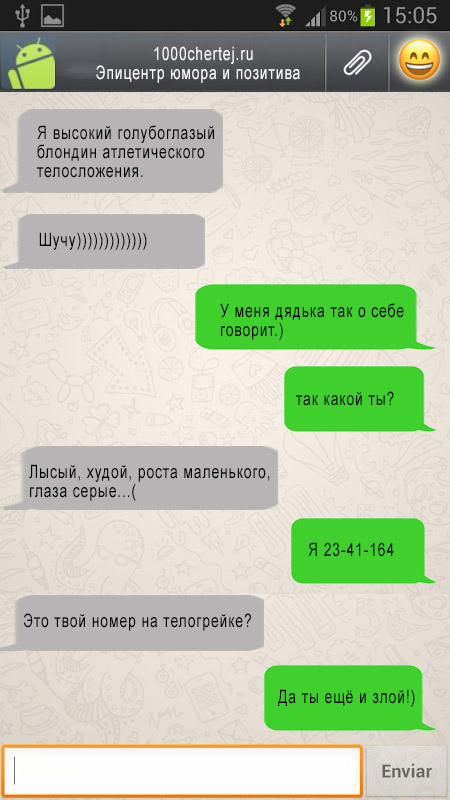 80% 15:05
1000chertej.ru
Эпицентр юмора и позитива
Я высокий голубоглазый
блондин атлетического
телосложения.
Шучу)))))))))))))
У меня дядька так о себе
говорит.)
так какой ты?
Лысый, худой, роста маленького,
глаза серые...(
Я 23-41-164
Это твой номер на телогрейке?
Да ты ещё и злой!)
Enviar